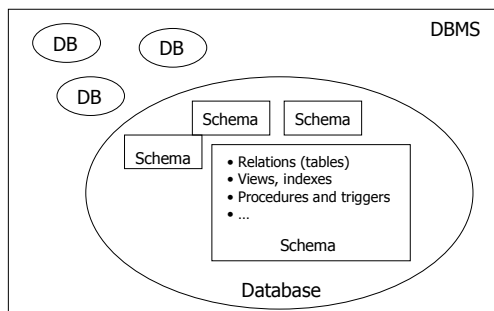 DBMS
DB
DB
DB
Schema
Schema
Schema
• Relations (tables)
• Views, indexes
• Procedures and triggers
• ...
Schema
Database